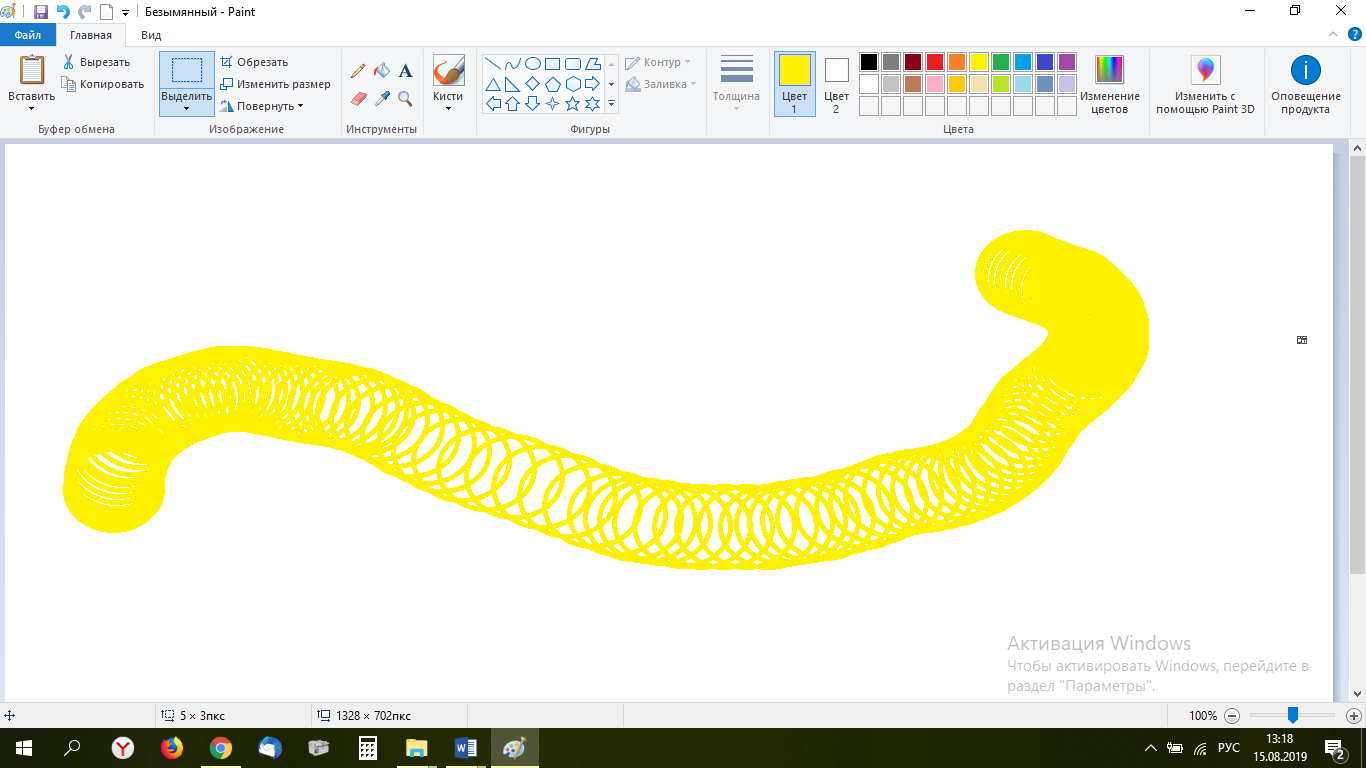 Безымянный - Paint
Файл
Главная
Вид
Вставить
Вырезать
Копировать
Буфер обмена
Выделить
Обрезать
Изменить размер
Повернуть
Изображение
A
Инструменты
Кисти
Контур
Заливка
Фигуры
Толщина
Цвет
1
Цвет
2
Цвета
Изменение
цветов
Изменить с
помощью Paint 3D
Оповещение
продукта
Активация Windows
Чтобы активировать Windows, перейдите в
раздел "Параметры".
5 × 3пкс
1328 × 702пкс
100%
РУС
13:18
15.08.2019
2